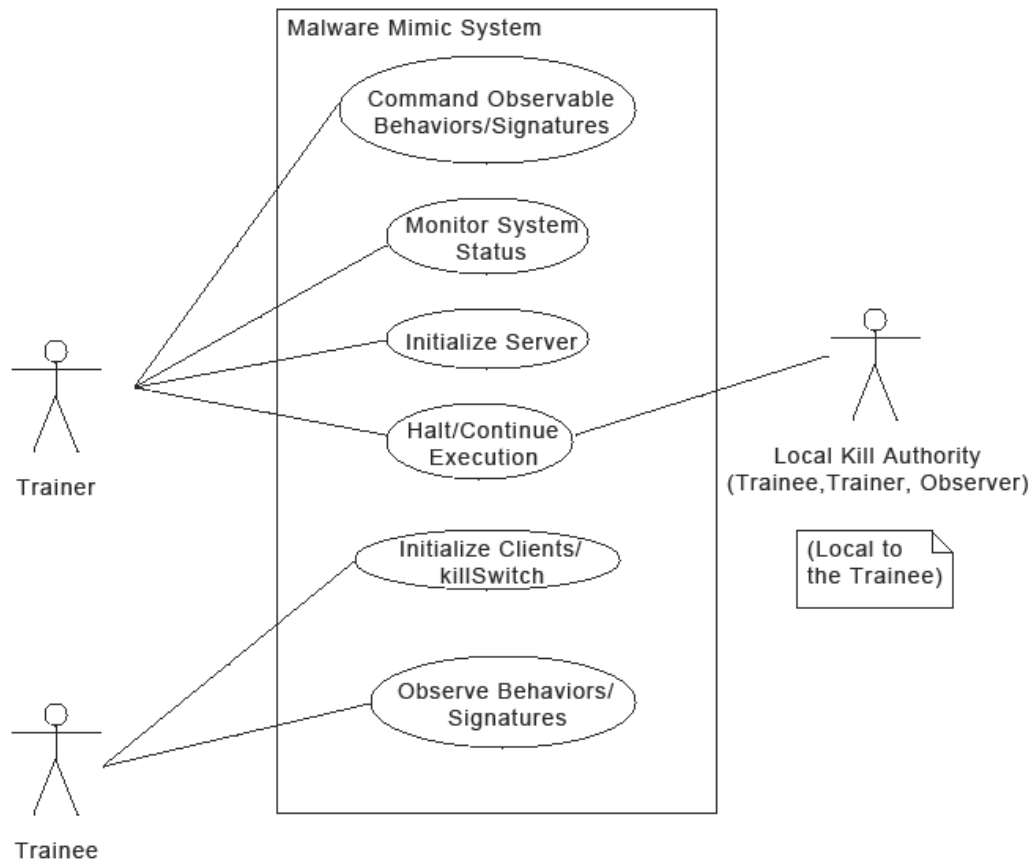 Malware Mimic System
Command Observable
Behaviors/Signatures
Monitor System
Status
Initialize Server
Halt/Continue
Execution
Trainer
Local Kill Authority
(Trainee,Trainer, Observer)
(Local to
the Trainee)
Initialize Clients/
killSwitch
Observe Behaviors/
Signatures
Trainee